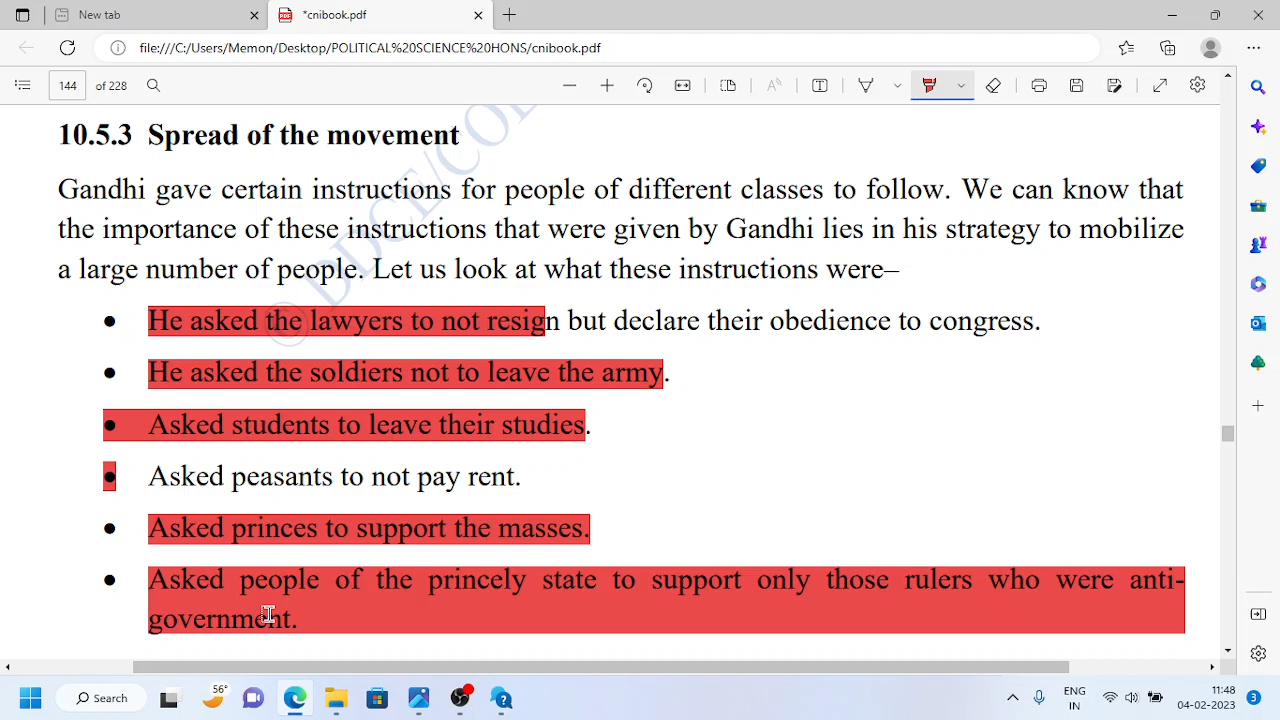 New tab
*cnibook.pdf
file:///C:/Users/Memon/Desktop/POLITICAL%20SCIENCE%20HONS/cnibook.pdf
144 of 228
10.5.3 Spread of the movement
Gandhi gave certain instructions for people of different classes to follow. We can know that
the importance of these instructions that were given by Gandhi lies in his strategy to mobilize
a large number of people. Let us look at what these instructions were–
• He asked the lawyers to not resign but declare their obedience to congress.
• He asked the soldiers not to leave the army.
• Asked students to leave their studies.
• Asked peasants to not pay rent.
• Asked princes to support the masses.
• Asked people of the princely state to support only those rulers who were anti-
government.
© DDCE/
56°
Search
ENG
IN
11:48
04-02-2023
3